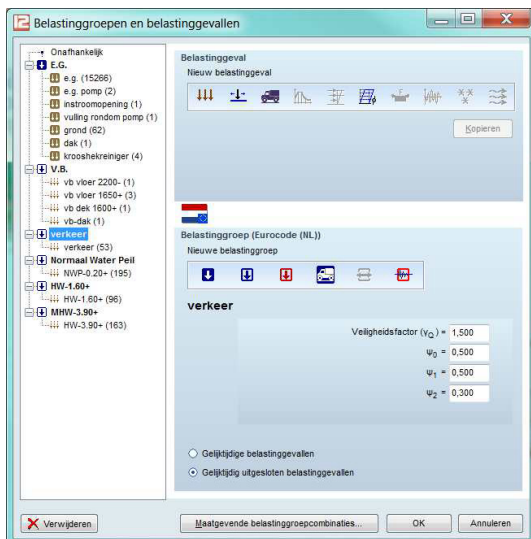 Belastinggroepen en belastinggevallen
Onafhankelijk
E.G.
e.g. (15266)
e.g. pomp (2)
instroomopening (1)
vulling rondom pomp (1)
grond (62)
dak (1)
krooshekreiniger (4)
V.B.
vb vloer 2200- (1)
vb vloer 1650+ (3)
vb dek 1600+ (1)
vb-dak (1)
verkeer
verkeer (53)
Normaal Water Peil
NWP-0.20+ (195)
HW-1.60+
HW-1.60+ (96)
MHW-3.90+
HW-3.90+ (163)
Belastinggeval
Nieuw belastinggeval
Kopieren
Belastinggroep (Eurocode (NL))
Nieuwe belastinggroep
verkeer
Veiligheidsfactor (γQ) = 1,500
ψ0 = 0,500
ψ1 = 0,500
ψ2 = 0,300
Gelijktijdige belastinggevallen
Gelijktijdig uitgesloten belastinggevallen
Verwijderen
Maatgevende belastinggroepcombinaties...
OK
Annuleren